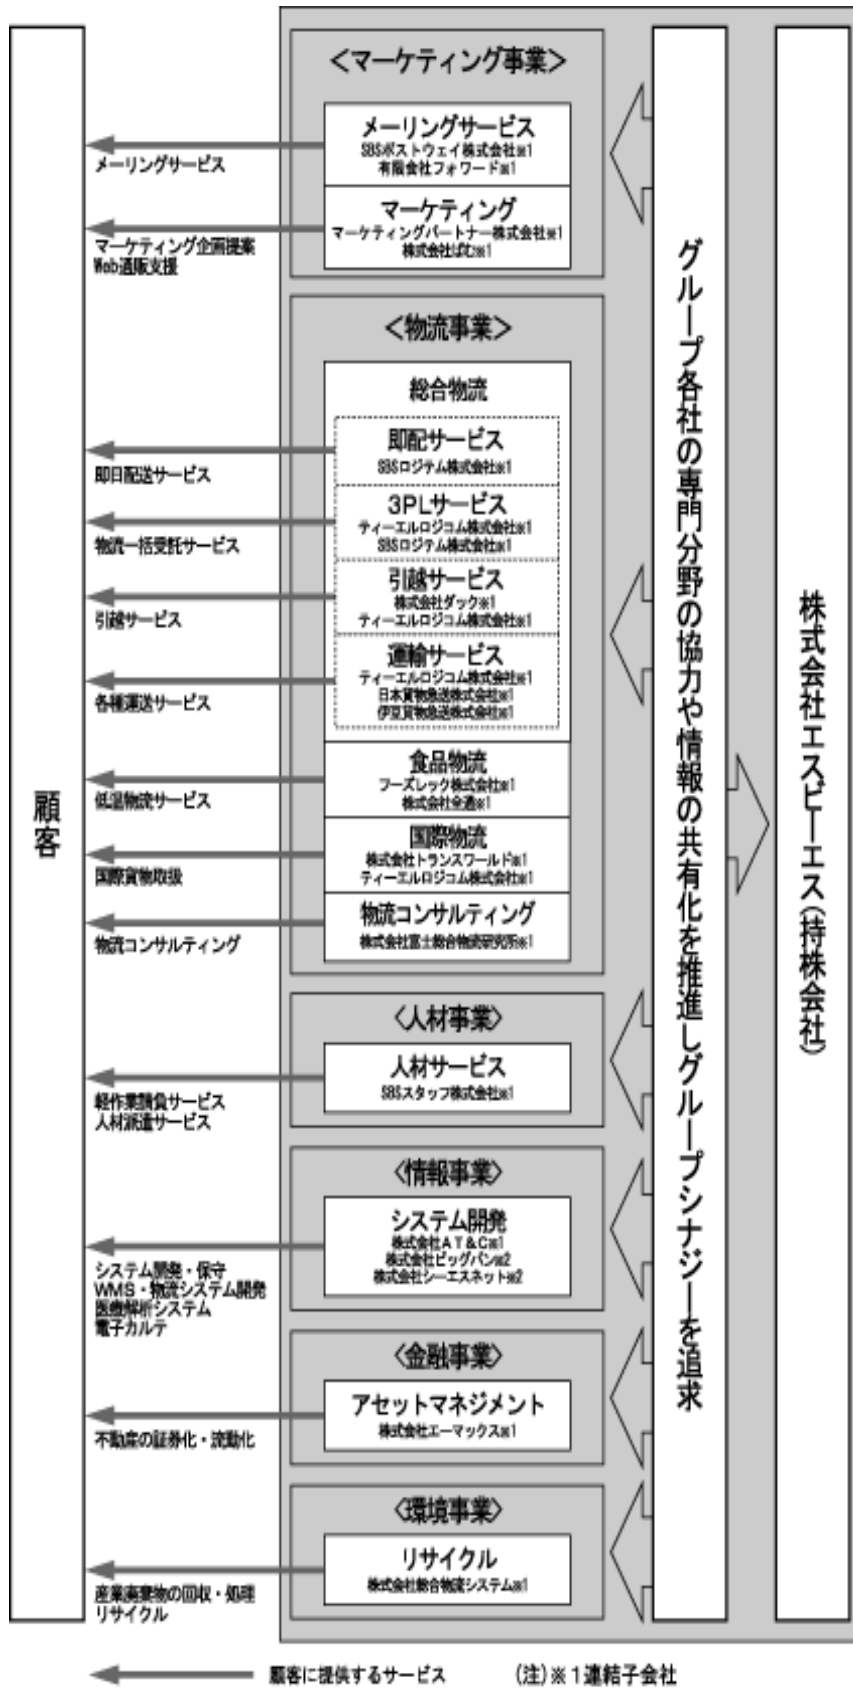 <マーケティング事業>
メーリングサービス
SBSポストウェイ株式会社※1
有限会社フォワード※1
メーリングサービス
マーケティング
マーケティングパートナー株式会社※1
株式会社ぱむ※1
マーケティング企画提案
Web通販支援
<物流事業>
総合物流
即配サービス
SBSロジテム株式会社※1
即日配送サービス
3PLサービス
ティーエルロジコム株式会社※1
SBSロジテム株式会社※1
物流一括受託サービス
引越サービス
株式会社ダック※1
ティーエルロジコム株式会社※1
引越サービス
運輸サービス
ティーエルロジコム株式会社※1
日本貨物急送株式会社※1
伊豆貨物急送株式会社※1
各種運送サービス
食品物流
フーズレック株式会社※1
株式会社全通※1
低温物流サービス
国際物流
株式会社トランスワールド※1
ティーエルロジコム株式会社※1
国際貨物取扱
物流コンサルティング
株式会社富士総合物流研究所※1
物流コンサルティング
〈人材事業〉
人材サービス
SBSスタッフ株式会社※1
軽作業請負サービス
人材派遣サービス
〈情報事業〉
システム開発
株式会社AT&C※1
株式会社ビッグバン※2
株式会社シーエスネット※2
システム開発・保守
WMS・物流システム開発
医療解析システム
電子カルテ
〈金融事業〉
アセットマネジメント
株式会社エーマックス※1
不動産の証券化・流動化
〈環境事業〉
リサイクル
株式会社総合物流システム※1
産業廃棄物の回収・処理
リサイクル
顧客
グループ各社の専門分野の協力や情報の共有化を推進しグループシナジーを追求
株式会社エスビーエス(持株会社)
顧客に提供するサービス
(注)※1連結子会社